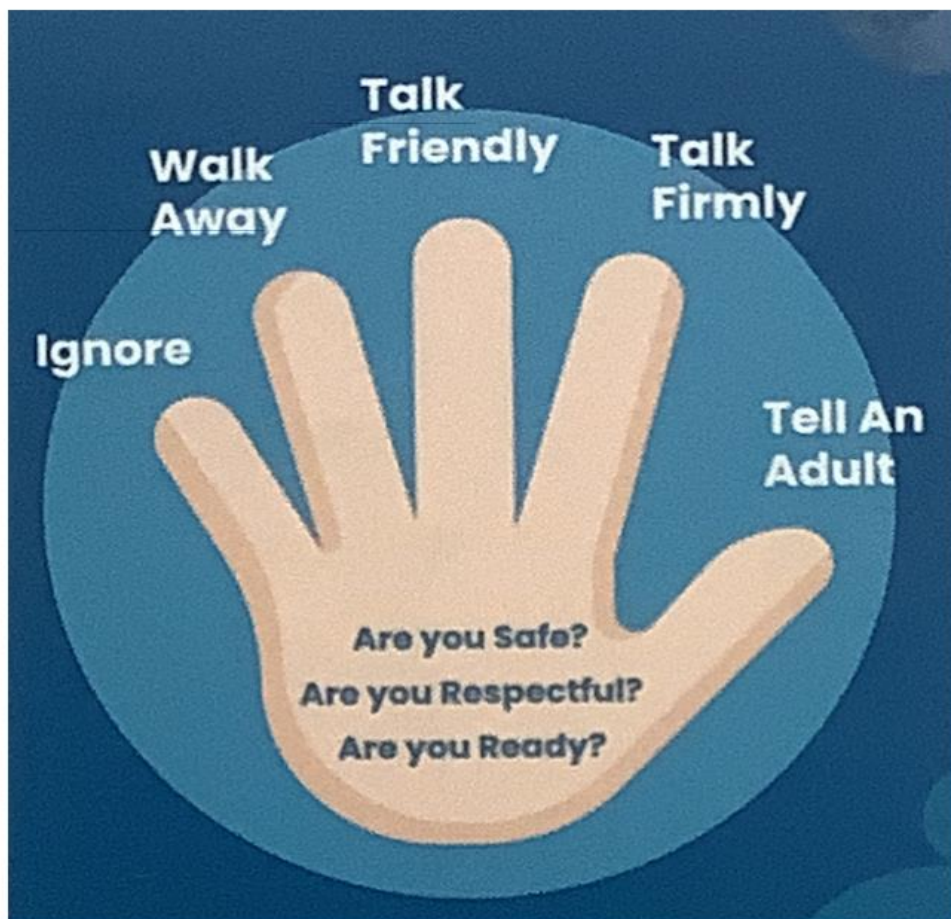 Talk
Friendly
Walk
Away
Talk
Firmly
Ignore
Tell An
Adult
Are you Safe?
Are you Respectful?
Are you Ready?